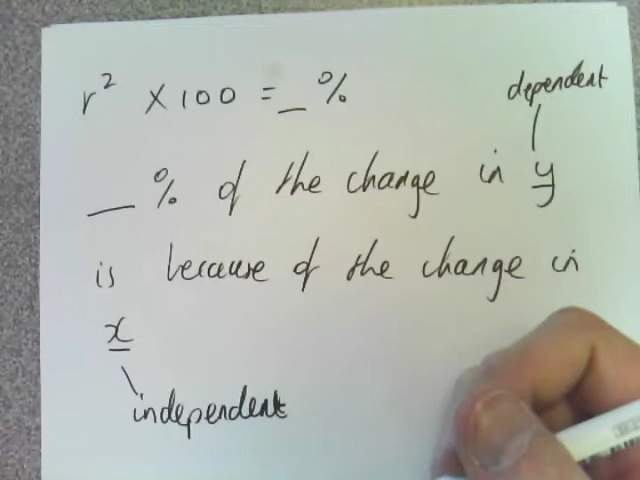 r² × 100 = _ %
dependent
_ % of the change in y
is because of the change in
x
independent